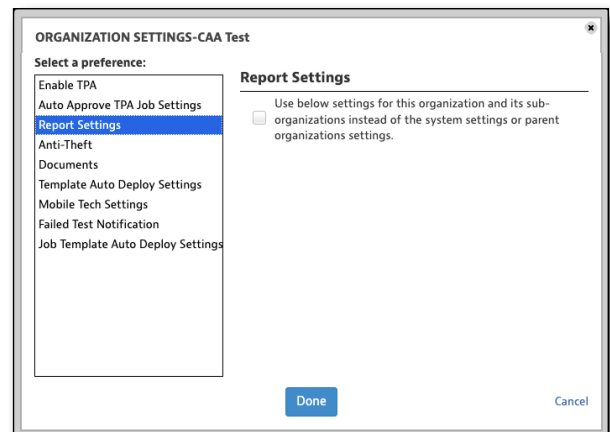 ORGANIZATION SETTINGS-CAA Test
Select a preference:
Enable TPA
Auto Approve TPA Job Settings
Report Settings
Anti-Theft
Documents
Template Auto Deploy Settings
Mobile Tech Settings
Failed Test Notification
Job Template Auto Deploy Settings
Report Settings
Use below settings for this organization and its sub-
organizations instead of the system settings or parent
organizations settings.
Done
Cancel